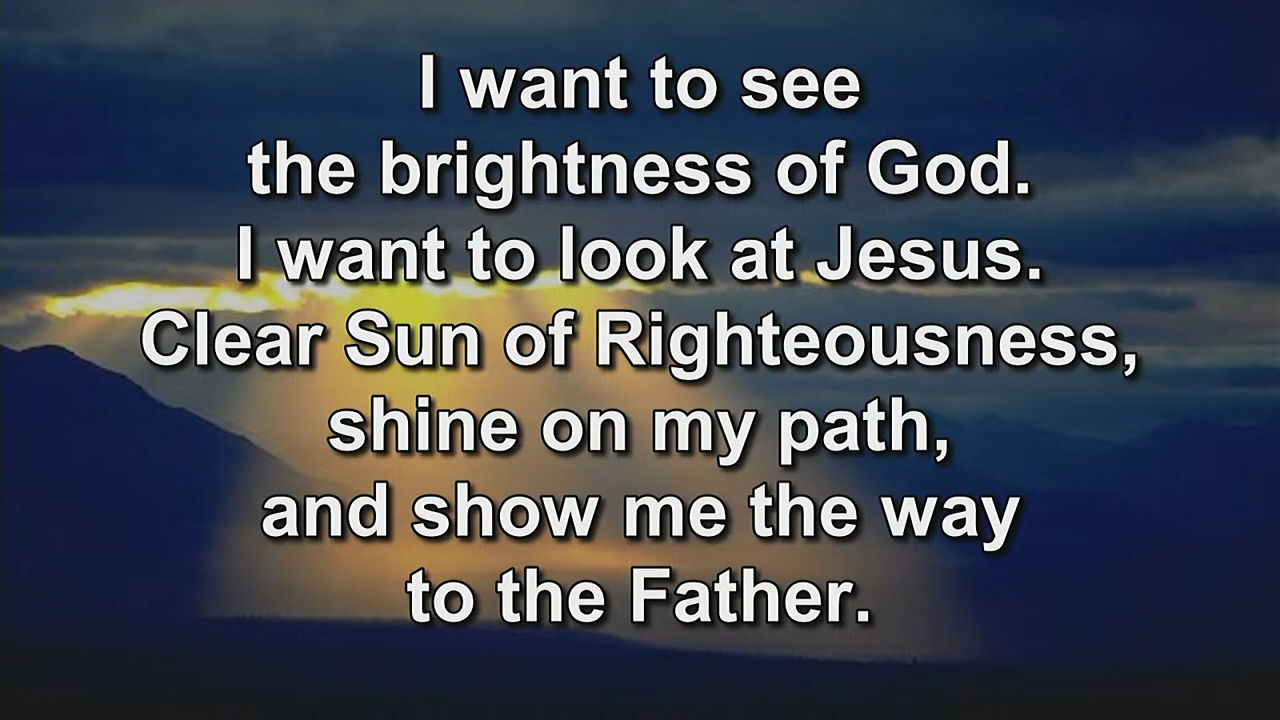 I want to see
the brightness of God.
I want to look at Jesus.
Clear Sun of Righteousness,
shine on my path,
and show me the way
to the Father.